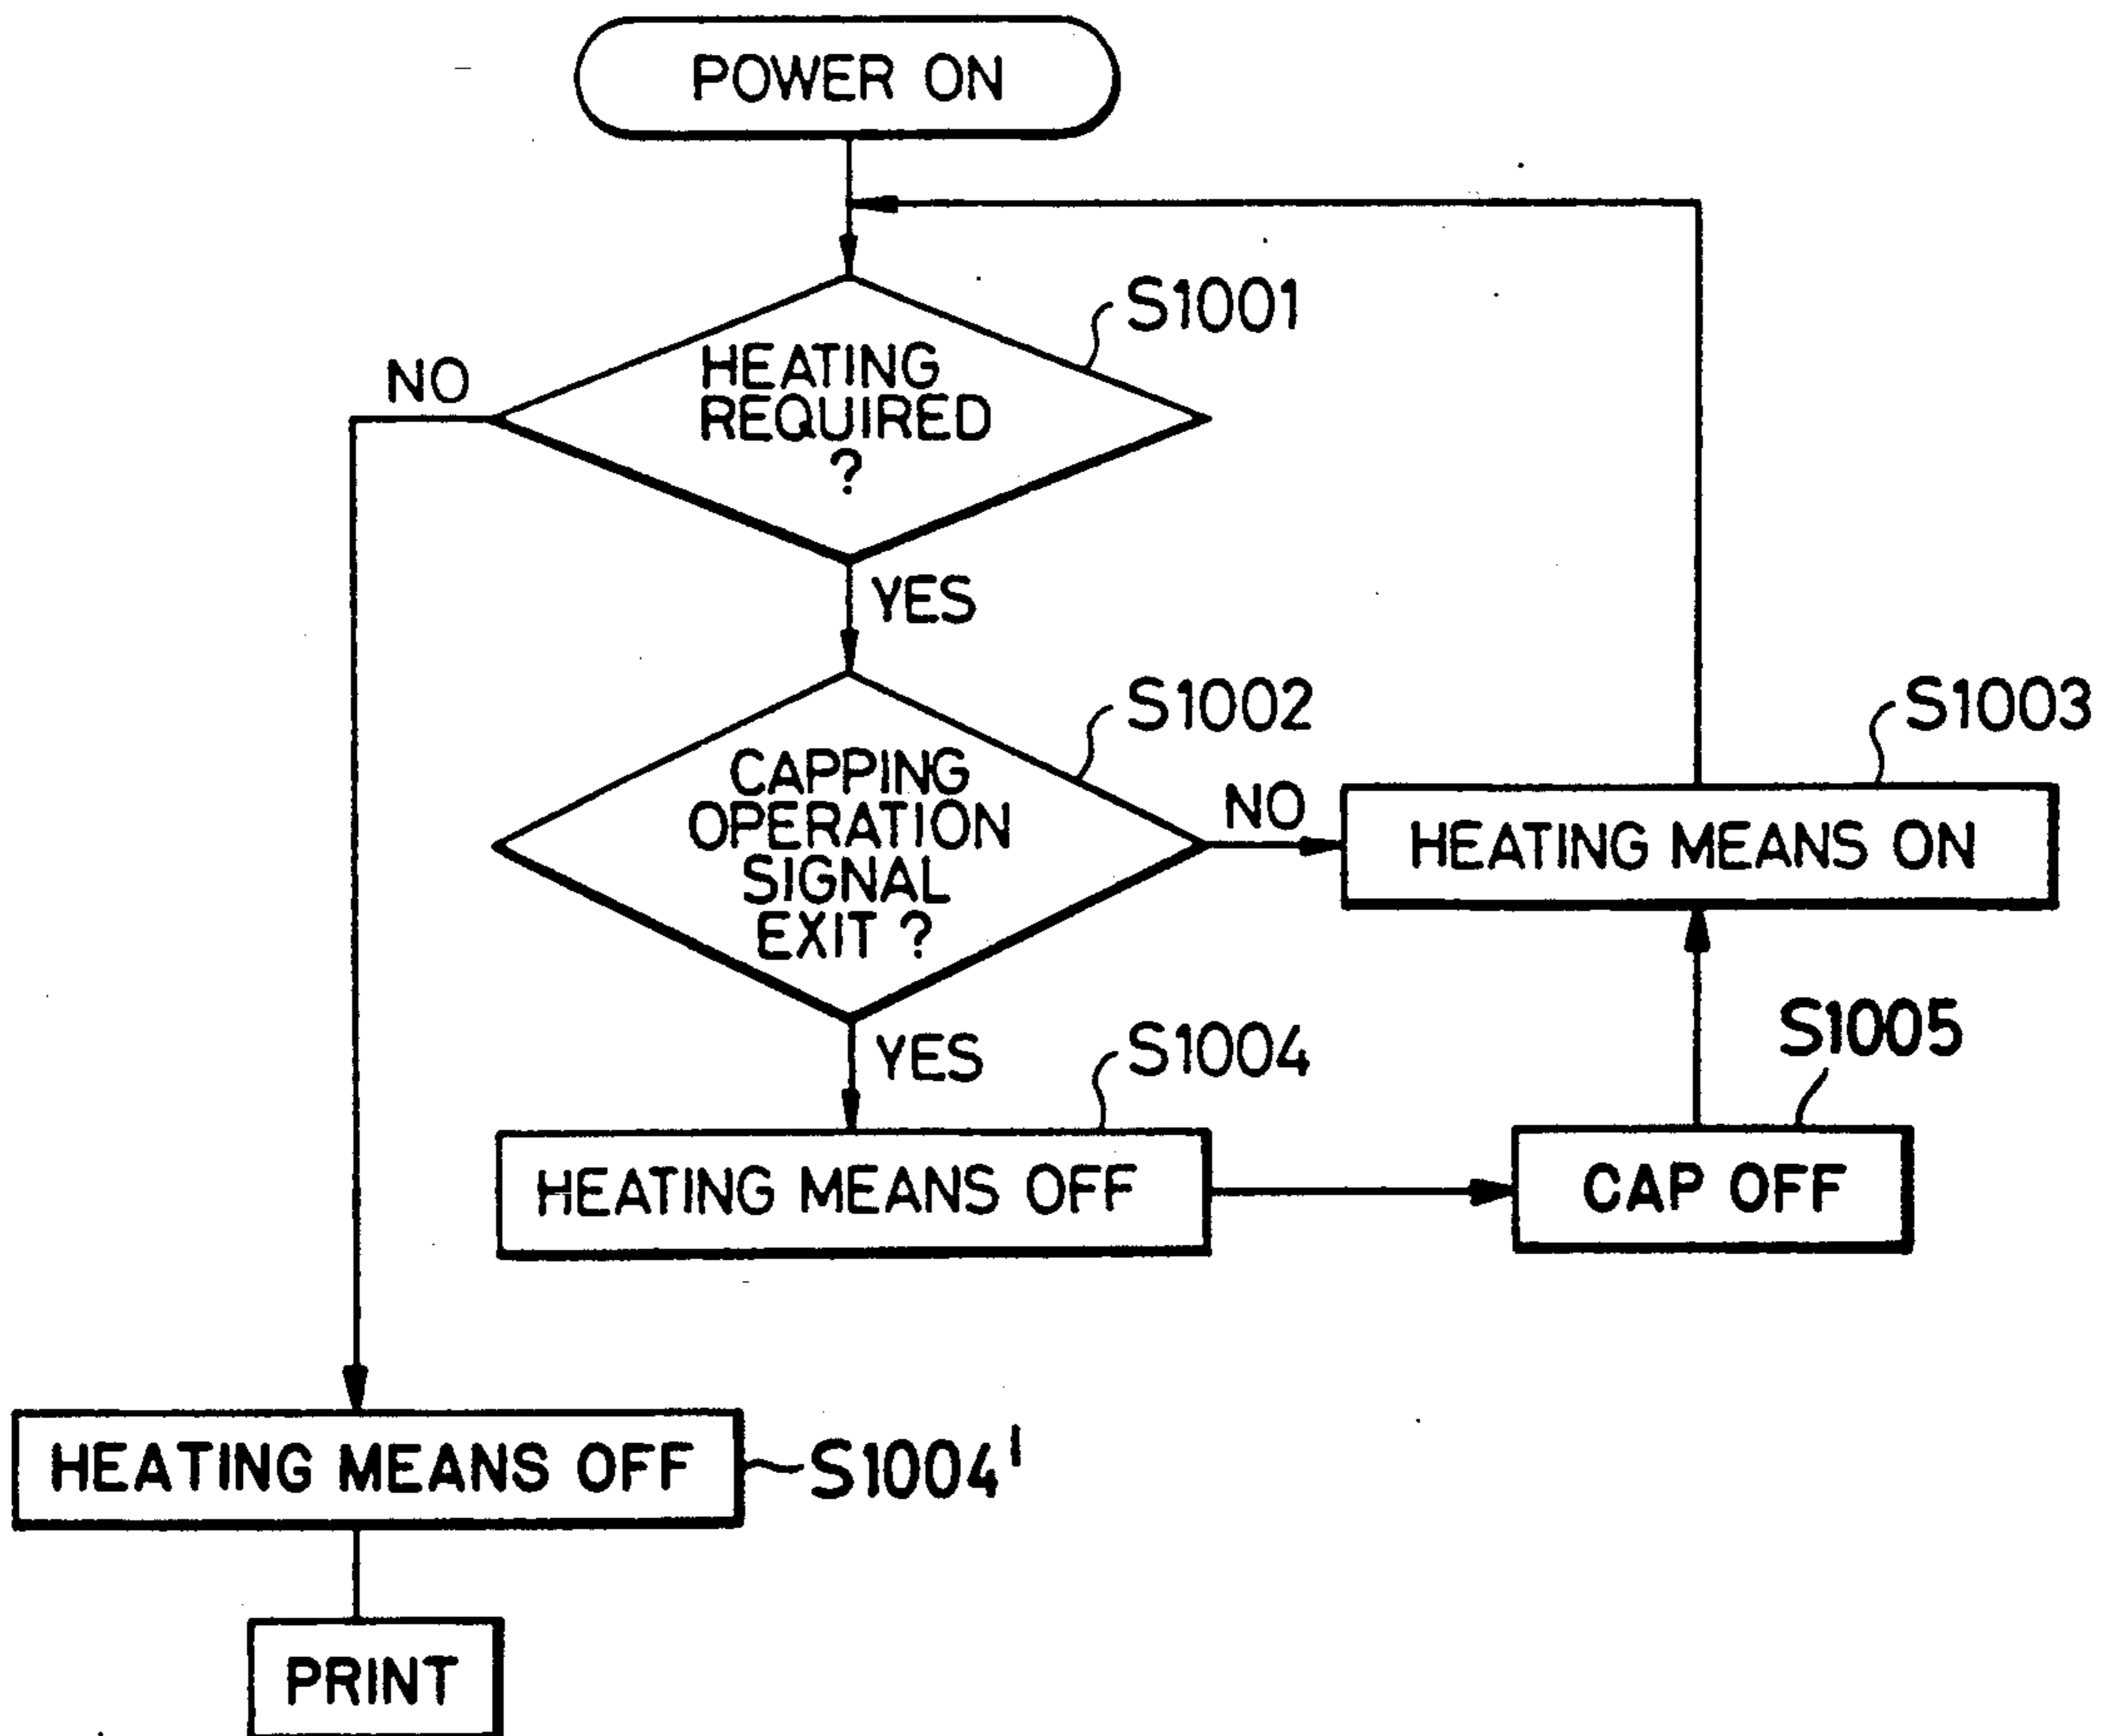 POWER ON
S1001
HEATING
REQUIRED
?
NO
YES
S1002
CAPPING
OPERATION
SIGNAL
EXIT ?
NO
S1003
HEATING MEANS ON
YES
S1004
HEATING MEANS OFF
S1005
CAP OFF
HEATING MEANS OFF
S1004'
PRINT